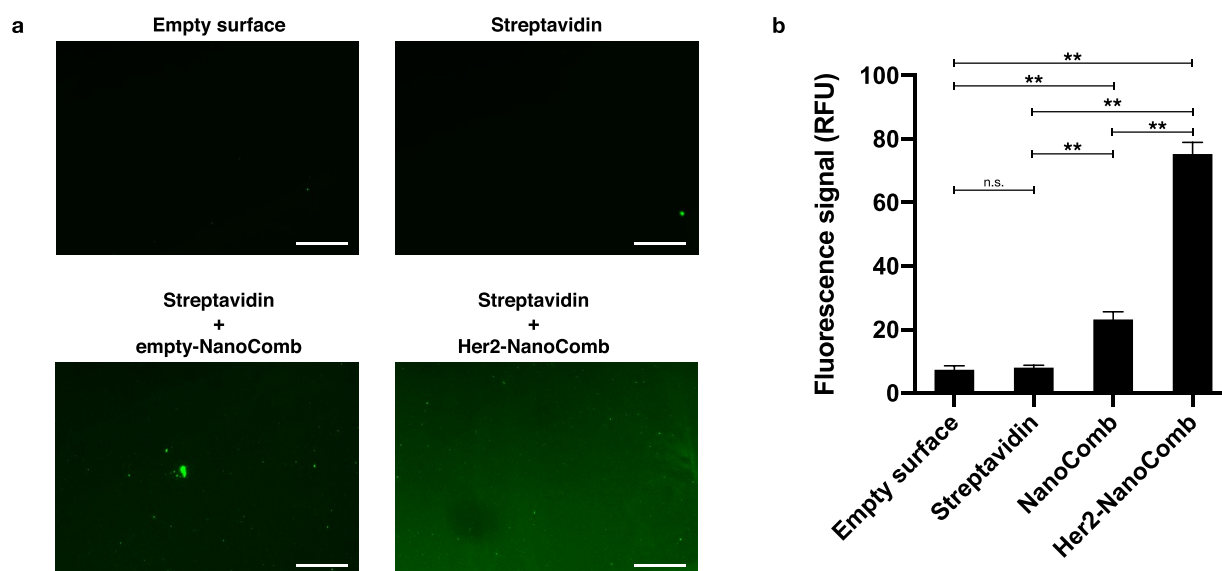 a
Empty surface
Streptavidin
Streptavidin
+
empty-NanoComb
Streptavidin
+
Her2-NanoComb
b
Fluorescence signal (RFU)
100
80
60
40
20
0
**
**
**
**
**
n.s.
Empty surface
Streptavidin
NanoComb
Her2-NanoComb